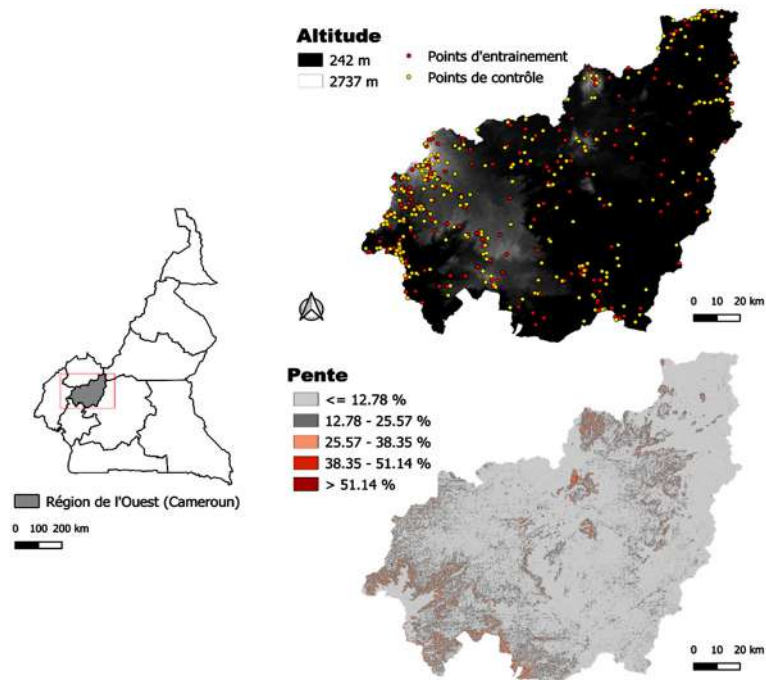 Altitude
242 m
2737 m
Points d'entrainement
Points de contrôle
0 10 20 km
Région de l'Ouest (Cameroun)
0 100 200 km
Pente
<= 12.78 %
12.78 - 25.57 %
25.57 - 38.35 %
38.35 - 51.14 %
> 51.14 %
0 10 20 km